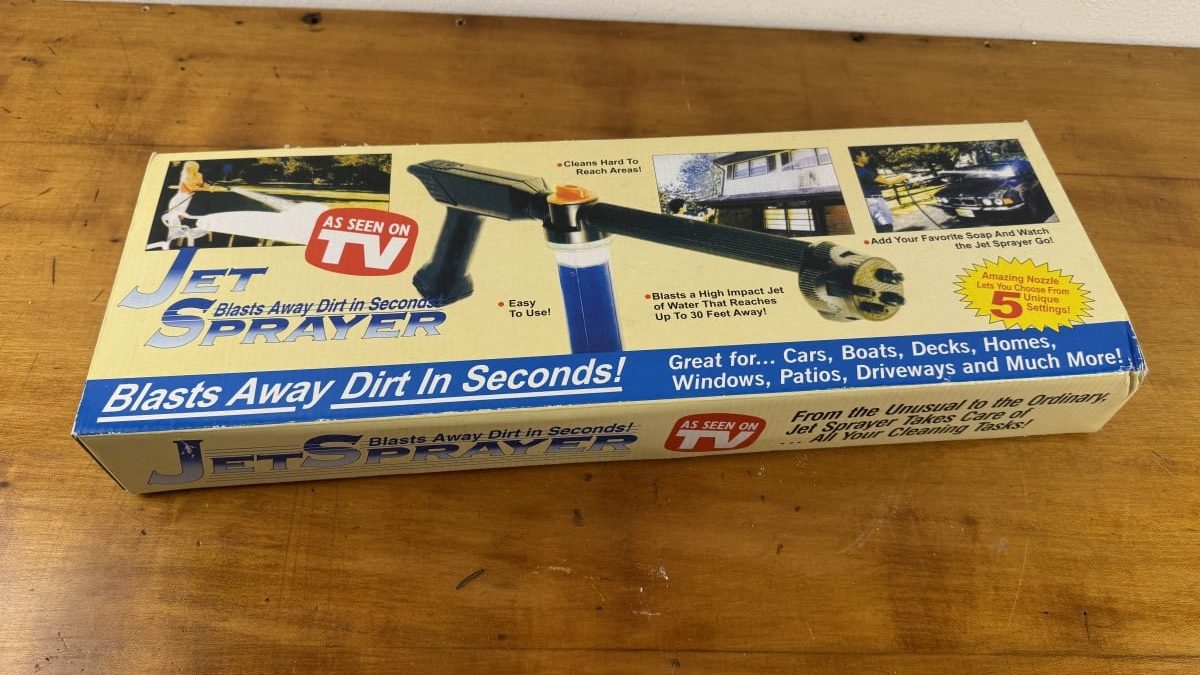 AS SEEN ON
TV
JET
Blasts Away Dirt in Seconds!
SPRAYER
•Cleans Hard To
Reach Areas!
• Easy
To Use!
•Blasts a High Impact Jet
of Water That Reaches
Up To 30 Feet Away!
•Add Your Favorite Soap And Watch
the Jet Sprayer Go!
Amazing Nozzle
Lets You Choose From
5 Unique
Settings!
Blasts Away Dirt In Seconds!
Great for... Cars, Boats, Decks, Homes,
Windows, Patios, Driveways and Much More!
JETSPRAYER
Blasts Away Dirt in Seconds!
AS SEEN ON
TV
From the Unusual to the Ordinary,
Jet Sprayer Takes Care of
... All Your Cleaning Tasks!